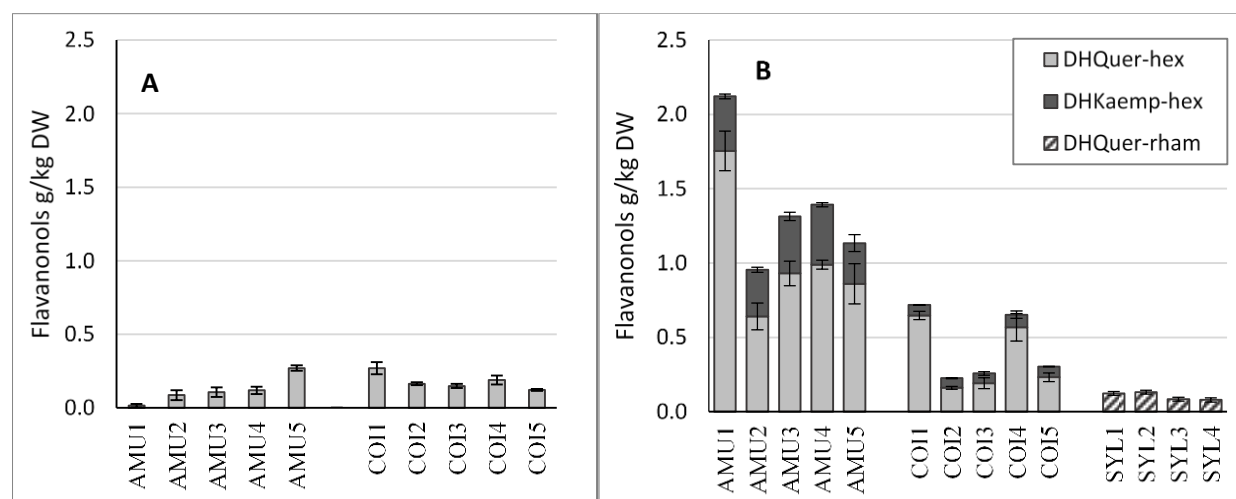 A
Flavanonols g/kg DW
2.5
2.0
1.5
1.0
0.5
0.0
AMU1
AMU2
AMU3
AMU4
AMU5
COI1
COI2
COI3
COI4
COI5
B
Flavanonols g/kg DW
2.5
2.0
1.5
1.0
0.5
0.0
DHQuer-hex
DHKaemp-hex
DHQuer-rham
AMU1
AMU2
AMU3
AMU4
AMU5
COI1
COI2
COI3
COI4
COI5
SYL1
SYL2
SYL3
SYL4